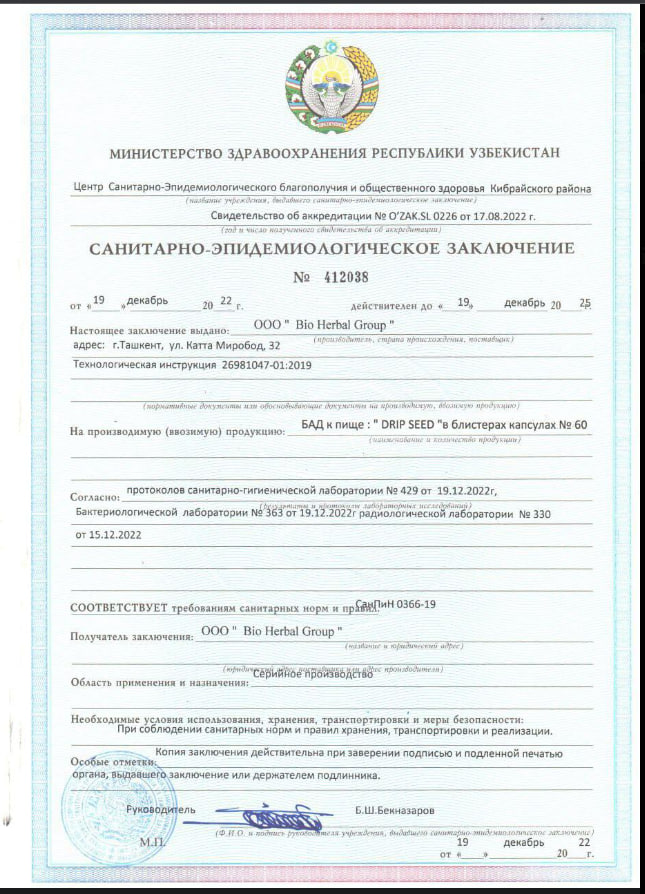 МИНИСТЕРСТВО ЗДРАВООХРАНЕНИЯ РЕСПУБЛИКИ УЗБЕКИСТАН
Центр Санитарно-Эпидемиологического благополучия и общественного здоровья Кибрайского района
(название учреждения, выдавшего санитарно-эпидемиологическое заключение)
Свидетельство об аккредитации № O'ZAK.SL 0226 от 17.08.2022 г.
(год и число полученного свидетельства об аккредитации)
САНИТАРНО-ЭПИДЕМИОЛОГИЧЕСКОЕ ЗАКЛЮЧЕНИЕ
№ 412038
от « 19 » декабрь 20 22 г. действителен до « 19 » декабрь 20 25 г.
Настоящее заключение выдано: ООО " Bio Herbal Group "
(производитель, страна происхождения, поставщик)
адрес: г.Ташкент, ул. Катта Миробод, 32
Технологическая инструкция 26981047-01:2019
(нормативные документы или обосновывающие документы на производимую, ввозимую продукцию)
На производимую (ввозимую) продукцию: БАД к пище : " DRIP SEED "в блистерах капсулах № 60
(наименование и количество продукции)
Согласно: протоколов санитарно-гигиенической лаборатории № 429 от 19.12.2022г,
(результаты и протоколы лабораторных исследований)
Бактериологической лаборатории № 363 от 19.12.2022г радиологической лаборатории № 330
от 15.12.2022
СООТВЕТСТВУЕТ требованиям санитарных норм и правил: СанПиН 0366-19
Получатель заключения: ООО " Bio Herbal Group "
(название и юридический адрес)
(юридический адрес поставщика или адрес производителя)
Область применения и назначения: Серийное производство
Необходимые условия использования, хранения, транспортировки и меры безопасности:
При соблюдении санитарных норм и правил хранения, транспортировки и реализации.
Особые отметки: Копия заключения действительна при заверении подписью и подленной печатью
органа, выдавшего заключение или держателем подлинника.
Руководитель Б.Ш.Бекназаров
(Ф.И.О. и подпись руководителя учреждения, выдавшего санитарно-эпидемиологическое заключение)
М.П. от « 19 » декабрь 20 22 г.